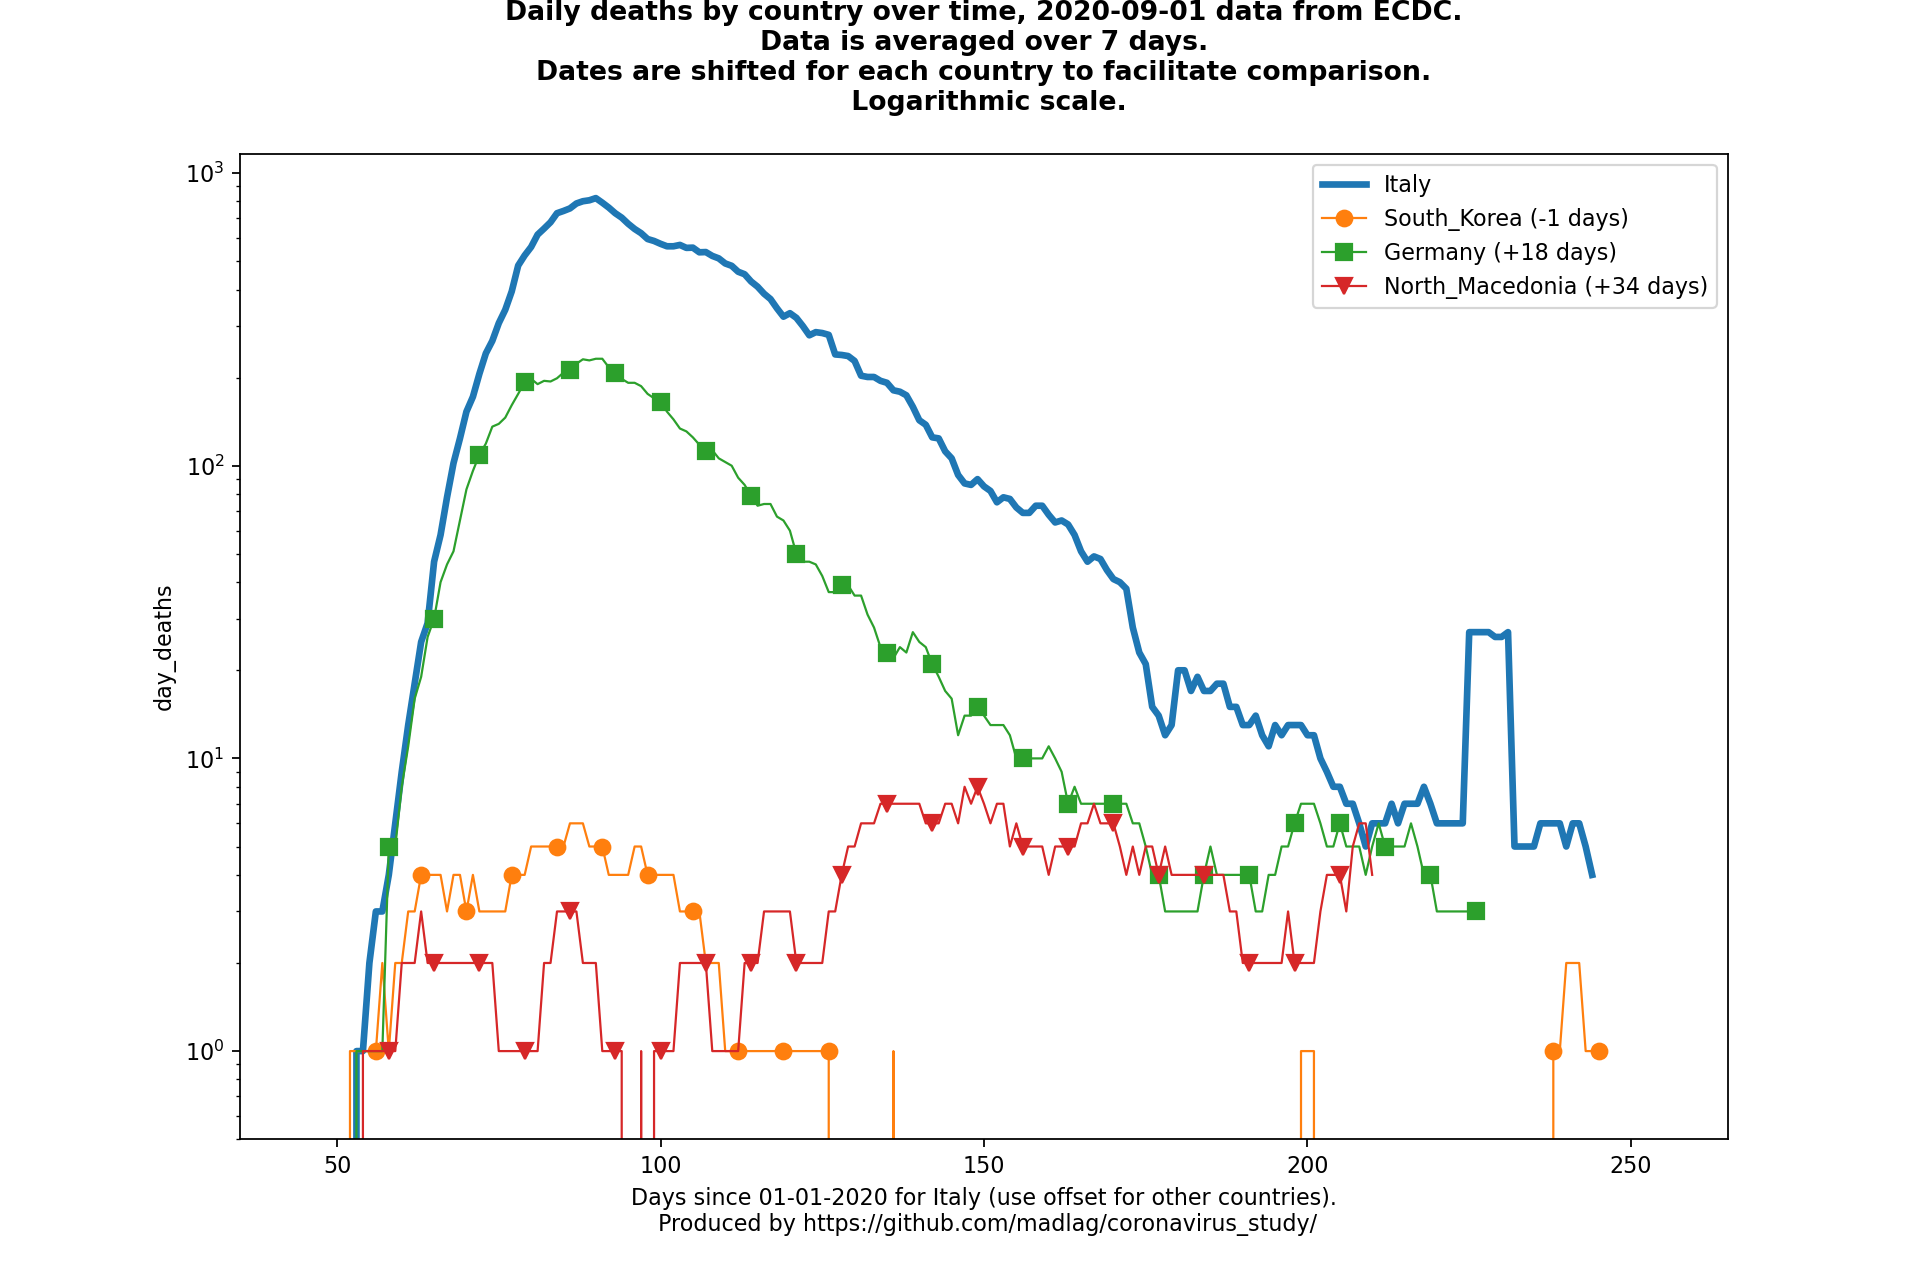 Daily deaths by country over time, 2020-09-01 data from ECDC.
Data is averaged over 7 days.
Dates are shifted for each country to facilitate comparison.
Logarithmic scale.
10³
10²
10¹
10⁰
day_deaths
Italy
South_Korea (-1 days)
Germany (+18 days)
North_Macedonia (+34 days)
50 100 150 200 250
Days since 01-01-2020 for Italy (use offset for other countries).
Produced by https://github.com/madlag/coronavirus_study/